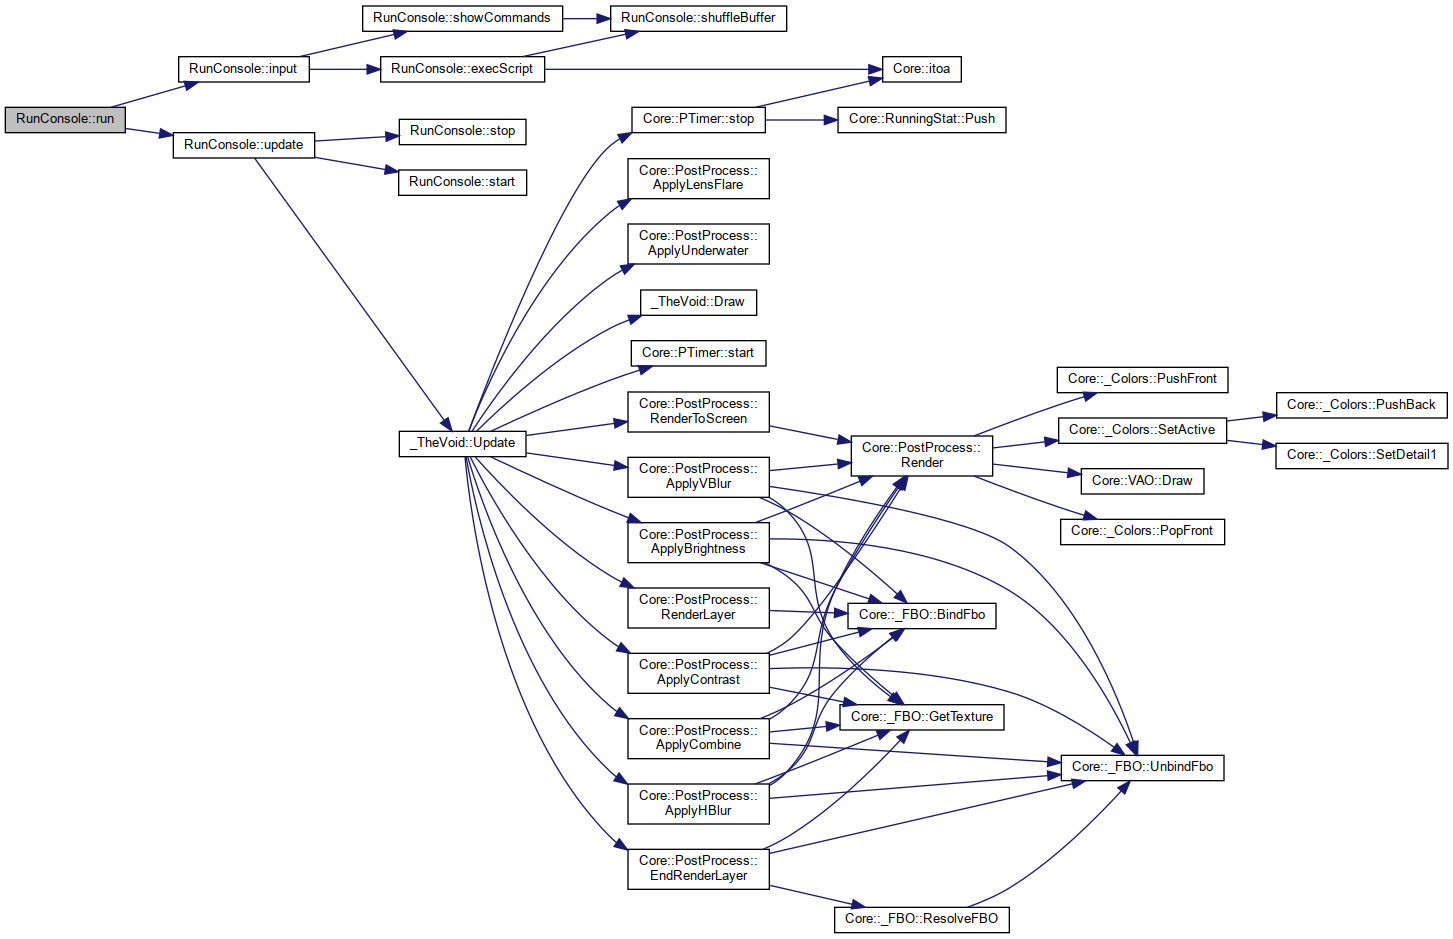 RunConsole::run
RunConsole::input
RunConsole::update
RunConsole::showCommands
RunConsole::execScript
RunConsole::stop
RunConsole::start
_TheVoid::Update
RunConsole::shuffleBuffer
Core::PTimer::stop
Core::PostProcess::
ApplyLensFlare
Core::PostProcess::
ApplyUnderwater
_TheVoid::Draw
Core::PTimer::start
Core::PostProcess::
RenderToScreen
Core::PostProcess::
ApplyVBlur
Core::PostProcess::
ApplyBrightness
Core::PostProcess::
RenderLayer
Core::PostProcess::
ApplyContrast
Core::PostProcess::
ApplyCombine
Core::PostProcess::
ApplyHBlur
Core::PostProcess::
EndRenderLayer
Core::itoa
Core::RunningStat::Push
Core::PostProcess::
Render
Core::_FBO::BindFbo
Core::_FBO::GetTexture
Core::_FBO::ResolveFBO
Core::_Colors::PushFront
Core::_Colors::SetActive
Core::VAO::Draw
Core::_Colors::PopFront
Core::_FBO::UnbindFbo
Core::_Colors::PushBack
Core::_Colors::SetDetail1